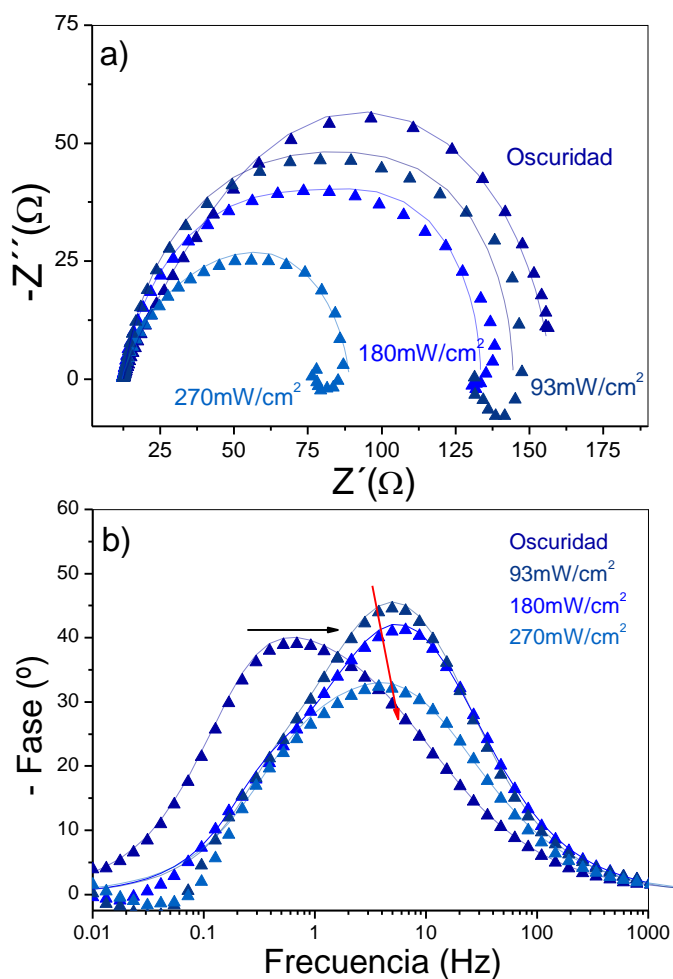 a)
75
50
25
0
-Z´´(Ω)
Oscuridad
180mW/cm²
93mW/cm²
270mW/cm²
25 50 75 100 125 150 175
Z´(Ω)
b)
60
50
40
30
20
10
0
- Fase (º)
Oscuridad
93mW/cm²
180mW/cm²
270mW/cm²
0.01 0.1 1 10 100 1000
Frecuencia (Hz)